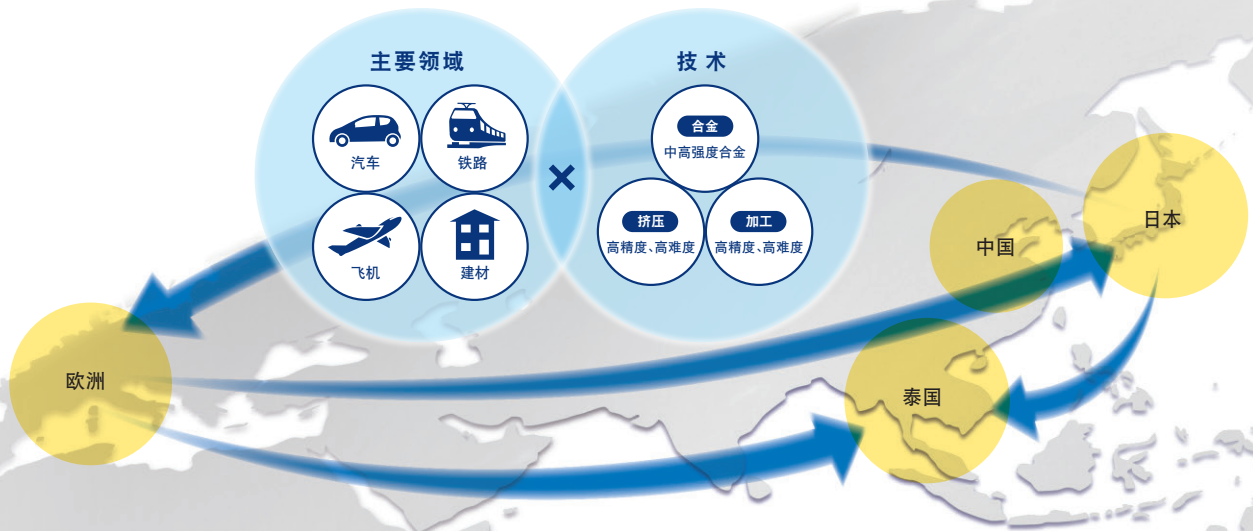 主要领域
汽车
铁路
飞机
建材
×
技术
合金
中高强度合金
挤压
高精度、高难度
加工
高精度、高难度
日本
中国
欧洲
泰国